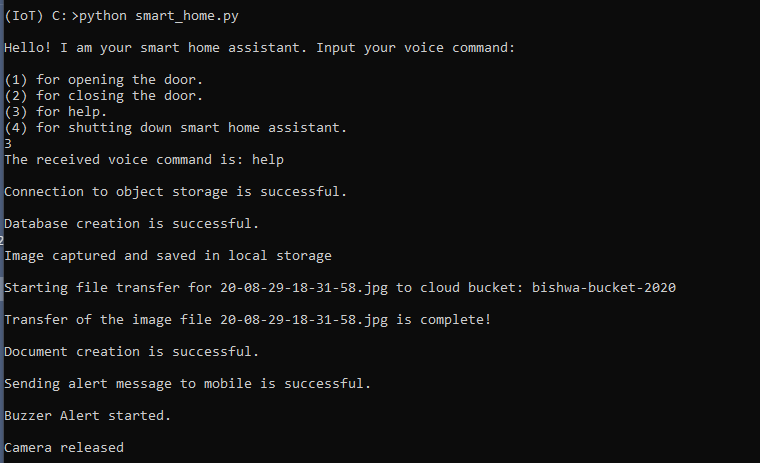 (IoT) C:>python smart_home.py
Hello! I am your smart home assistant. Input your voice command:
(1) for opening the door.
(2) for closing the door.
(3) for help.
(4) for shutting down smart home assistant.
3
The received voice command is: help
Connection to object storage is successful.
Database creation is successful.
2
Image captured and saved in local storage
Starting file transfer for 20-08-29-18-31-58.jpg to cloud bucket: bishwa-bucket-2020
Transfer of the image file 20-08-29-18-31-58.jpg is complete!
Document creation is successful.
Sending alert message to mobile is successful.
Buzzer Alert started.
Camera released